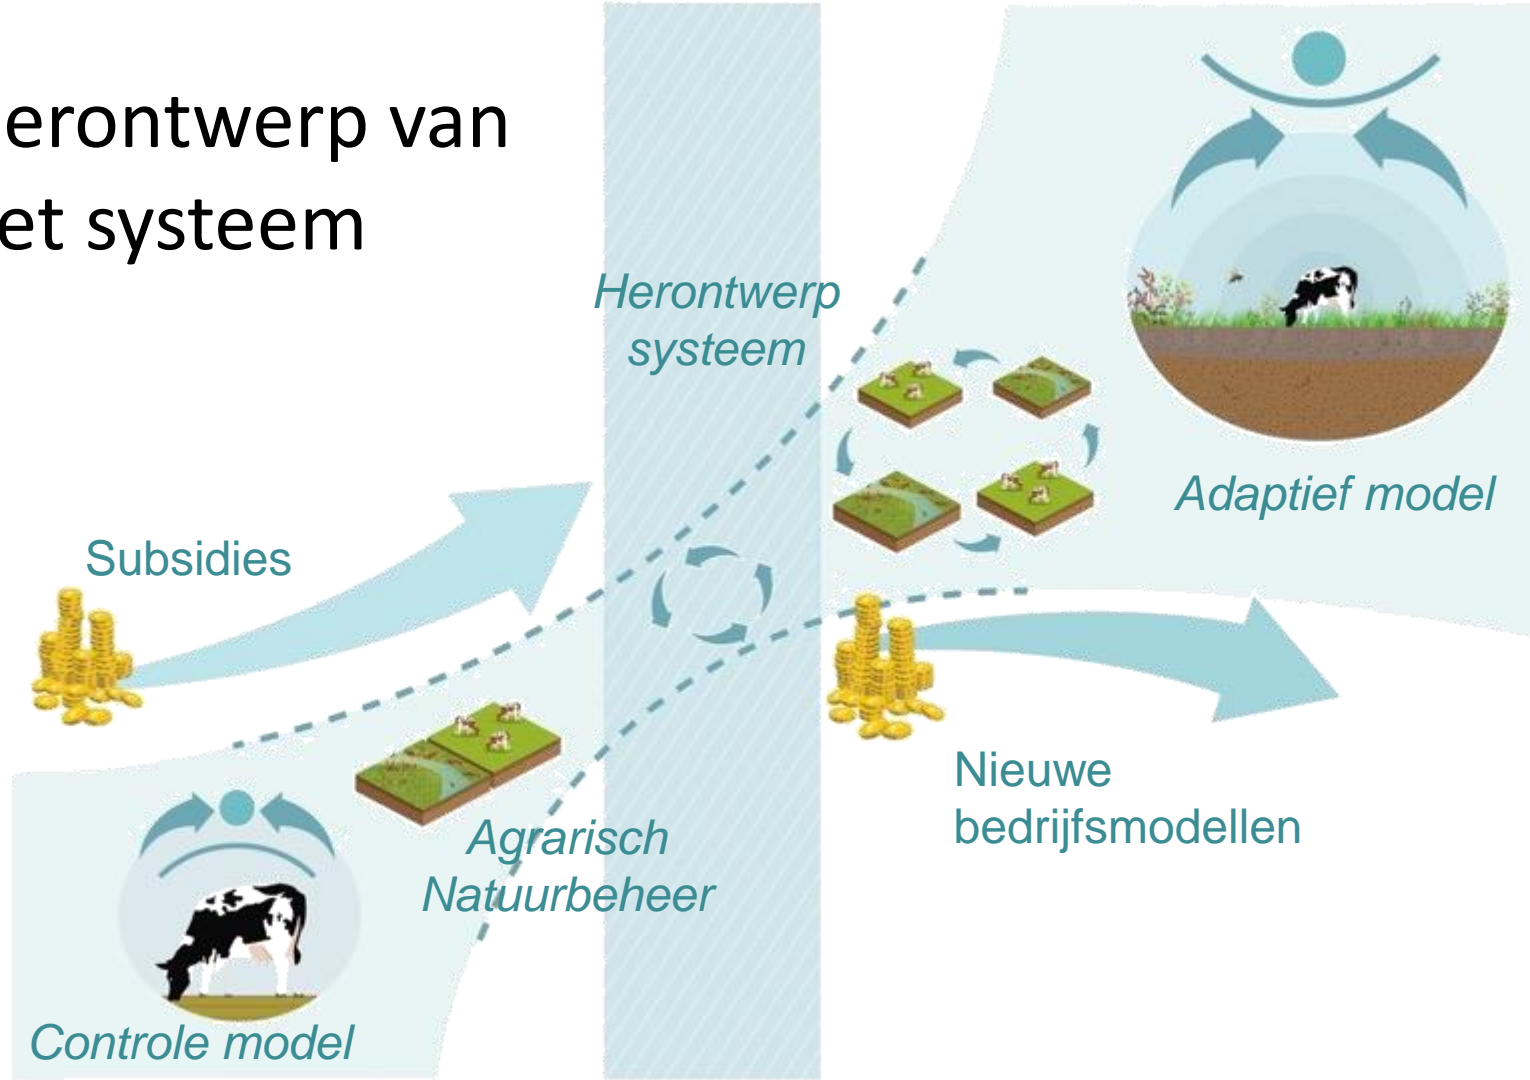 erontwerp van
et systeem
Herontwerp
systeem
Adaptief model
Subsidies
Nieuwe
bedrijfsmodellen
Agrarisch
Natuurbeheer
Controle model